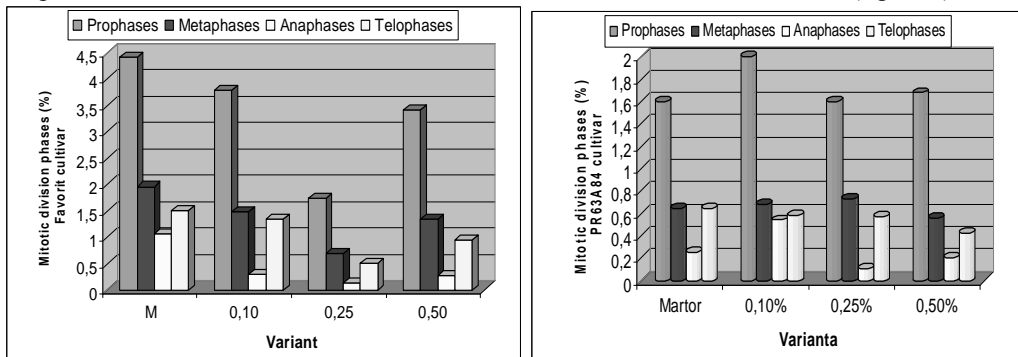 Prophases Metaphases Anaphases Telophases
Mitotic division phases (%)
Favorit cultivar
4,5
4
3,5
3
2,5
2
1,5
1
0,5
0
M 0,10 0,25 0,50
Variant
Prophases Metaphases Anaphases Telophases
Mitotic division phases (%)
PR63A84 cultivar
2
1,8
1,6
1,4
1,2
1
0,8
0,6
0,4
0,2
0
Martor 0,10% 0,25% 0,50%
Varianta